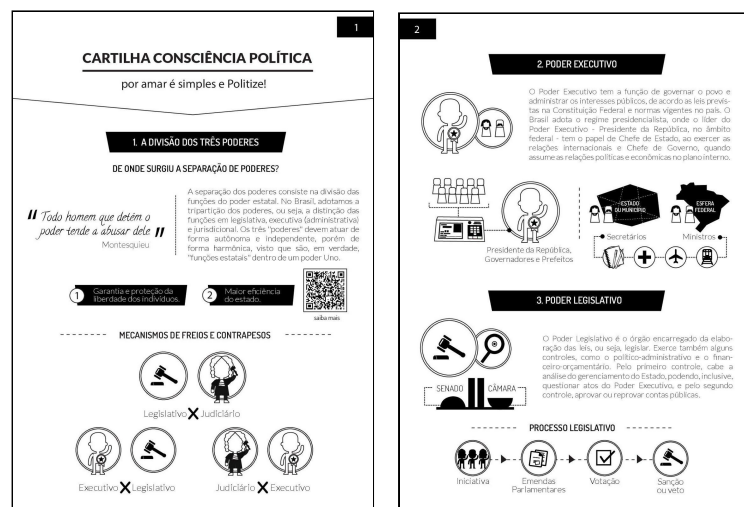 1
CARTILHA CONSCIÊNCIA POLÍTICA
por amar é simples e Politize!
1. A DIVISÃO DOS TRÊS PODERES
DE ONDE SURGIU A SEPARAÇÃO DE PODERES?
"Todo homem que detém o
poder tende a abusar dele"
Montesquieu
A separação dos poderes consiste na divisão das
funções do poder estatal. No Brasil, adotamos a
tripartição dos poderes, ou seja, a distinção das
funções em legislativa, executiva (administrativa)
e jurisdicional. Os três "poderes" devem atuar de
forma autônoma e independente, porém de
forma harmônica, visto que são, em verdade,
"funções estatais" dentro de um poder Uno.
1 Garantia e proteção da
liberdade dos indivíduos.
2 Maior eficiência
do estado.
saiba mais
MECANISMOS DE FREIOS E CONTRAPESOS
Legislativo X Judiciário
Executivo X Legislativo
Judiciário X Executivo
2
2. PODER EXECUTIVO
O Poder Executivo tem a função de governar o povo e
administrar os interesses públicos, de acordo as leis previs-
tas na Constituição Federal e normas vigentes no país. O
Brasil adota o regime presidencialista, onde o líder do
Poder Executivo - Presidente da República, no âmbito
federal - tem o papel de Chefe de Estado, ao exercer as
relações internacionais e Chefe de Governo, quando
assume as relações políticas e econômicas no plano interno.
Presidente da República,
Governadores e Prefeitos
ESTADO
OU MUNICÍPIO
ESFERA
FEDERAL
Secretários
Ministros
3. PODER LEGISLATIVO
O Poder Legislativo é o órgão encarregado da elabo-
ração das leis, ou seja, legislar. Exerce também alguns
controles, como o político-administrativo e o finan-
ceiro-orçamentário. Pelo primeiro controle, cabe a
análise do gerenciamento do Estado, podendo, inclusive,
questionar atos do Poder Executivo, e pelo segundo
controle, aprovar ou reprovar contas públicas.
SENADO
CÂMARA
PROCESSO LEGISLATIVO
Iniciativa
Emendas
Parlamentares
Votação
Sanção
ou veto